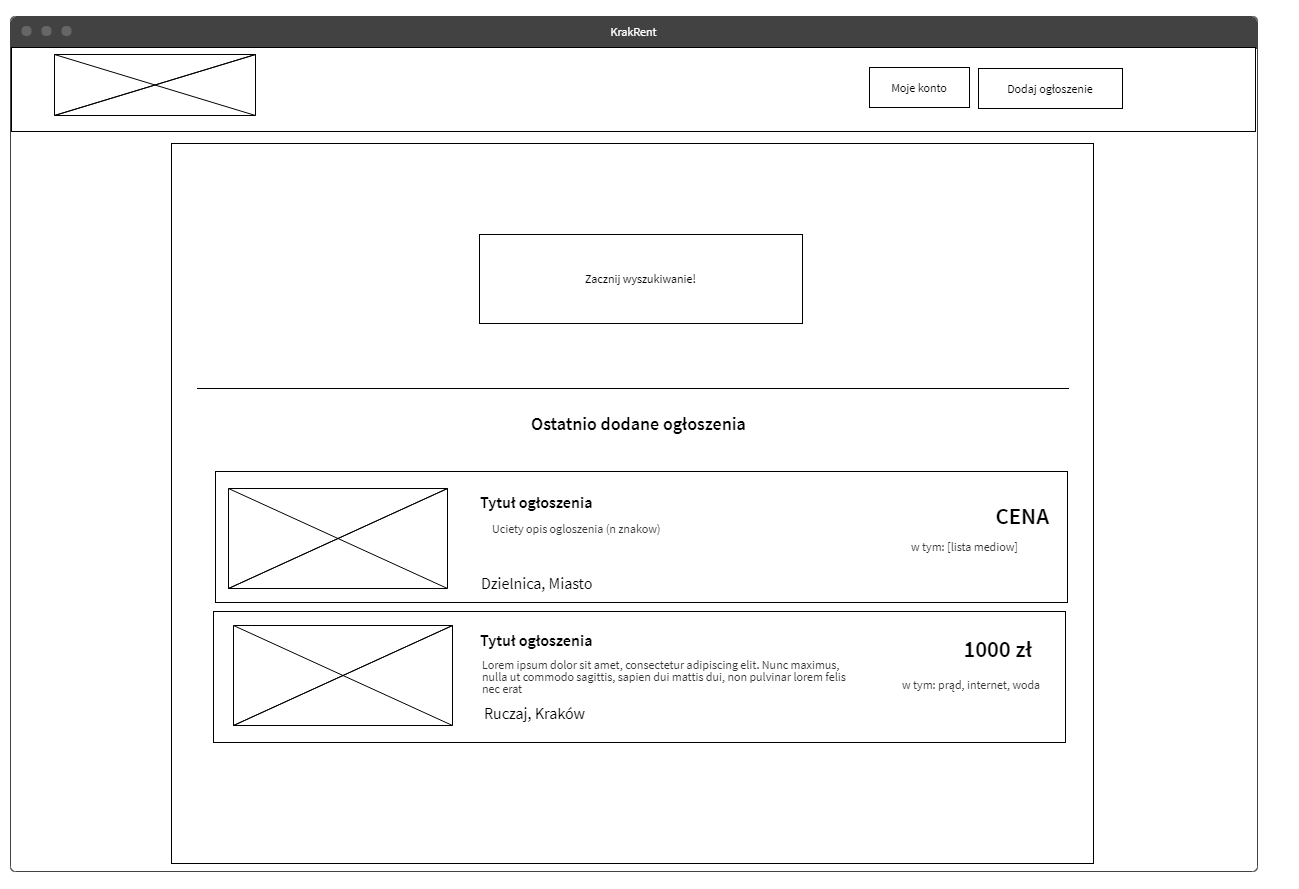 KrakRent
Moje konto
Dodaj ogłoszenie
Zacznij wyszukiwanie!
Ostatnio dodane ogłoszenia
Tytuł ogłoszenia
Uciety opis ogloszenia (n znakow)
Dzielnica, Miasto
CENA
w tym: [lista mediow]
Tytuł ogłoszenia
Lorem ipsum dolor sit amet, consectetur adipiscing elit. Nunc maximus,
nulla ut commodo sagittis, sapien dui mattis dui, non pulvinar lorem felis
nec erat
Ruczaj, Kraków
1000 zł
w tym: prąd, internet, woda